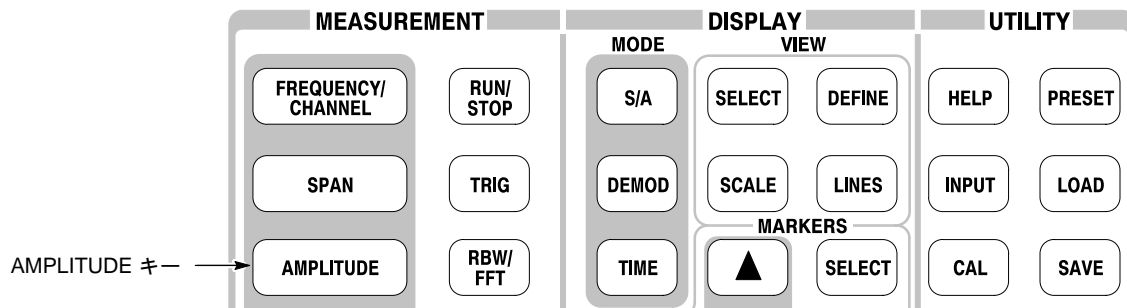 MEASUREMENT
DISPLAY
UTILITY
MODE
VIEW
FREQUENCY/
CHANNEL
RUN/
STOP
S/A
SELECT
DEFINE
HELP
PRESET
SPAN
TRIG
DEMOD
SCALE
LINES
INPUT
LOAD
MARKERS
AMPLITUDE キー
AMPLITUDE
RBW/
FFT
TIME
SELECT
CAL
SAVE